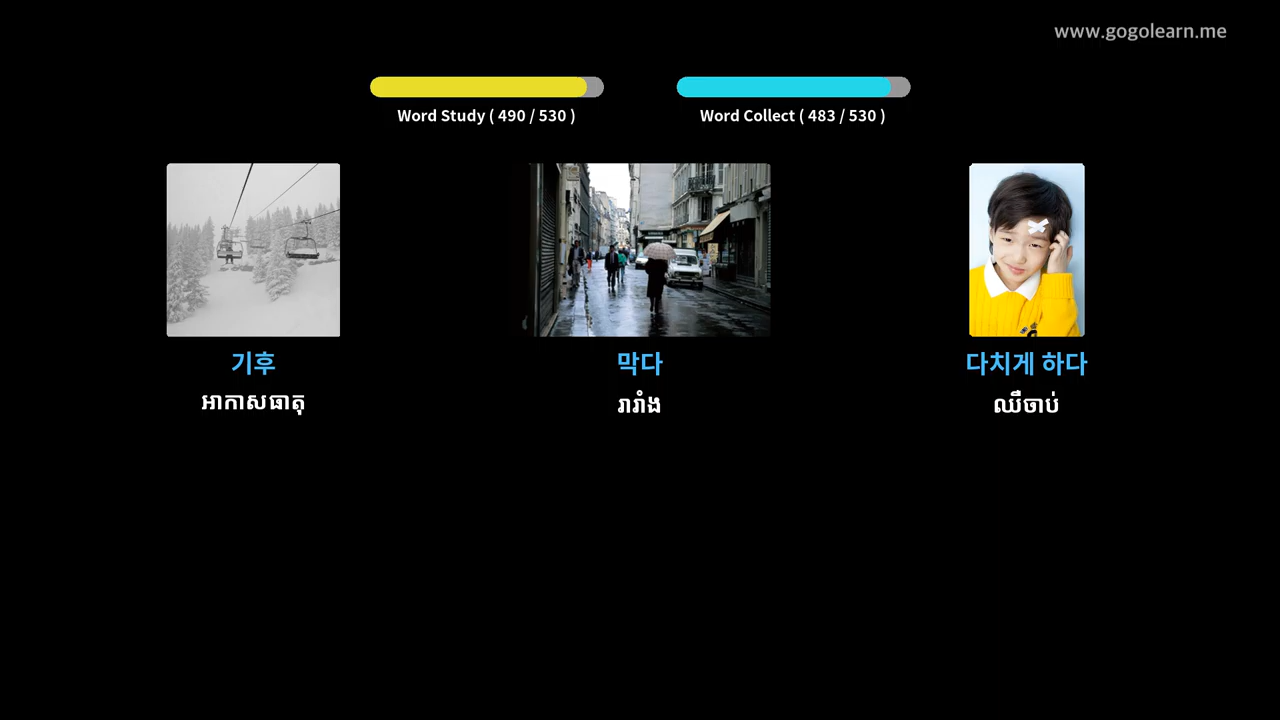 www.gogolearn.me
Word Study ( 490 / 530 )
Word Collect ( 483 / 530 )
기후
막다
다치게 하다
អាកាសធាតុ
រារាំង
ឈឺចាប់